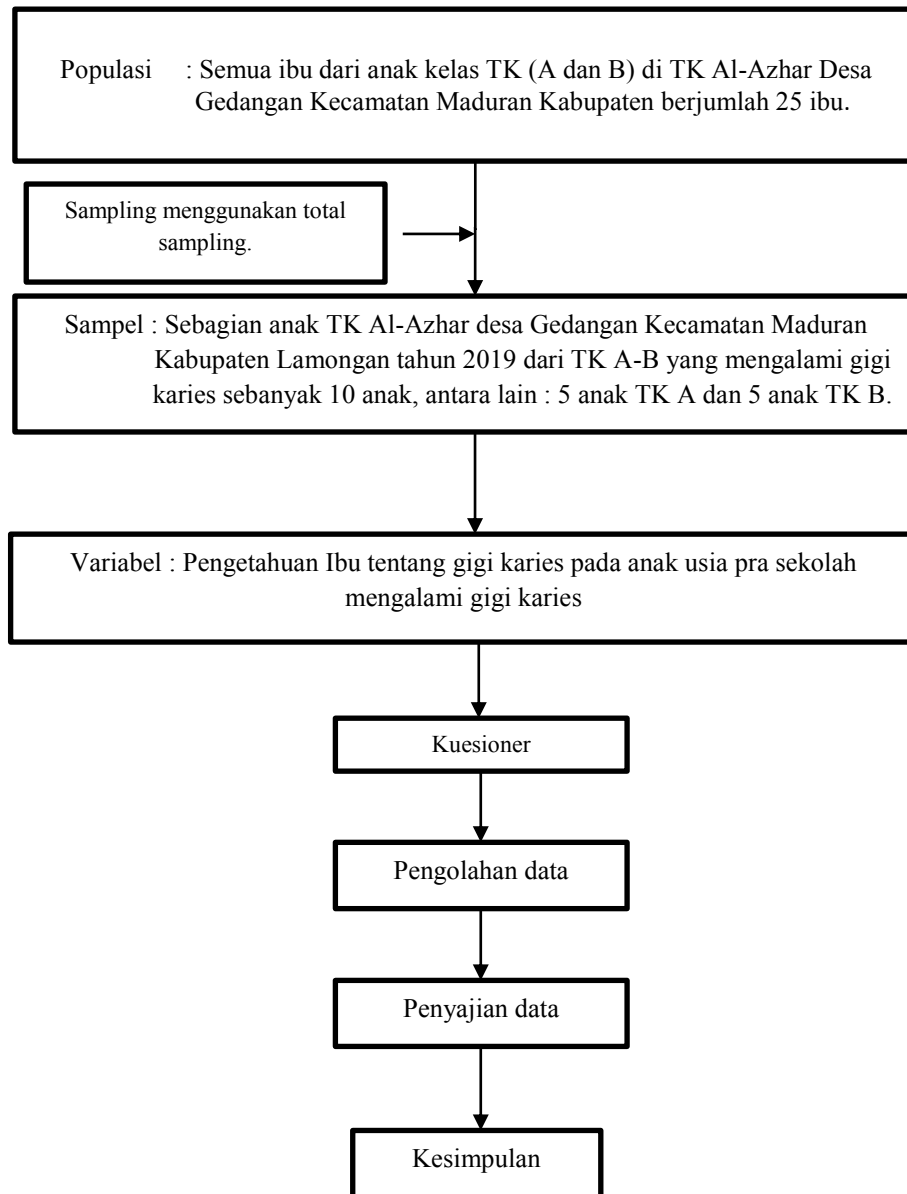 Populasi : Semua ibu dari anak kelas TK (A dan B) di TK Al-Azhar Desa
Gedangan Kecamatan Maduran Kabupaten berjumlah 25 ibu.
Sampling menggunakan total
sampling.
Sampel : Sebagian anak TK Al-Azhar desa Gedangan Kecamatan Maduran
Kabupaten Lamongan tahun 2019 dari TK A-B yang mengalami gigi
karies sebanyak 10 anak, antara lain : 5 anak TK A dan 5 anak TK B.
Variabel : Pengetahuan Ibu tentang gigi karies pada anak usia pra sekolah
mengalami gigi karies
Kuesioner
Pengolahan data
Penyajian data
Kesimpulan